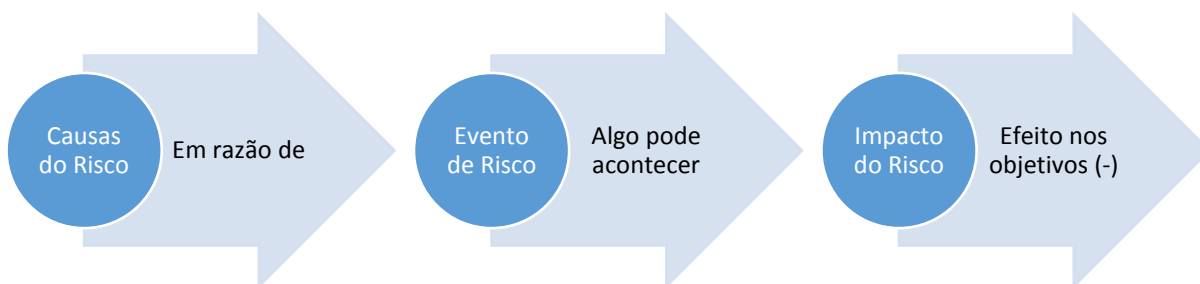 Causas
do Risco
Em razão de
Evento
de Risco
Algo pode
acontecer
Impacto
do Risco
Efeito nos
objetivos (-)